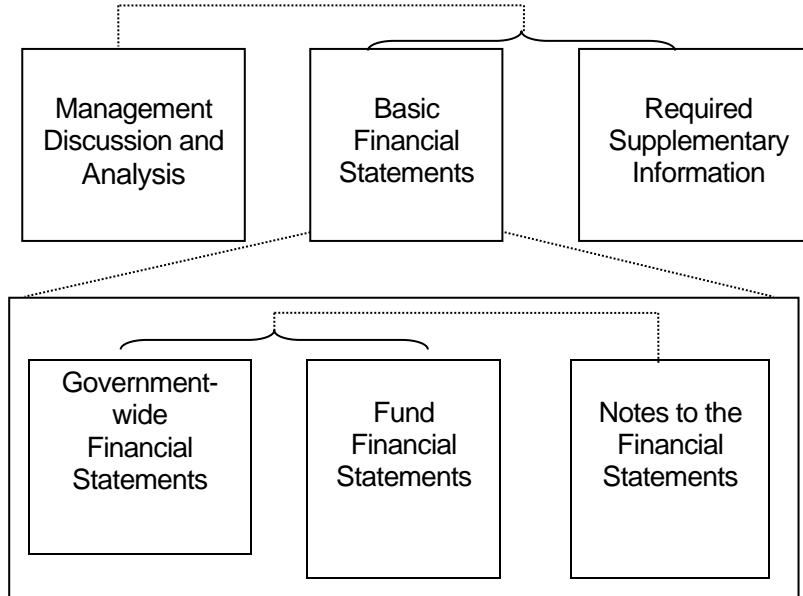 Management
Discussion and
Analysis
Basic
Financial
Statements
Required
Supplementary
Information
Government-
wide
Financial
Statements
Fund
Financial
Statements
Notes to the
Financial
Statements